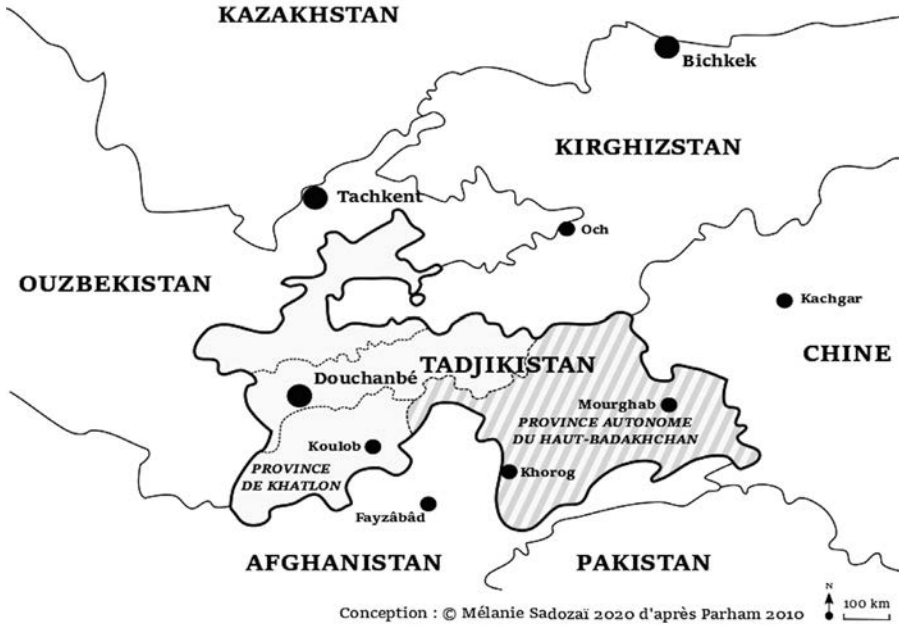 KAZAKHSTAN
Bichkek
KIRGHIZSTAN
Tachkent
Och
OUZBEKISTAN
Kachgar
CHINE
TADJIKISTAN
Douchanbé
Mourghab
PROVINCE AUTONOME
DU HAUT-BADAKHCHAN
Koulob
PROVINCE
DE KHATLON
Khorog
Fayzâbâd
AFGHANISTAN
PAKISTAN
N
100 km
Conception : © Mélanie Sadozaï 2020 d'après Parham 2010